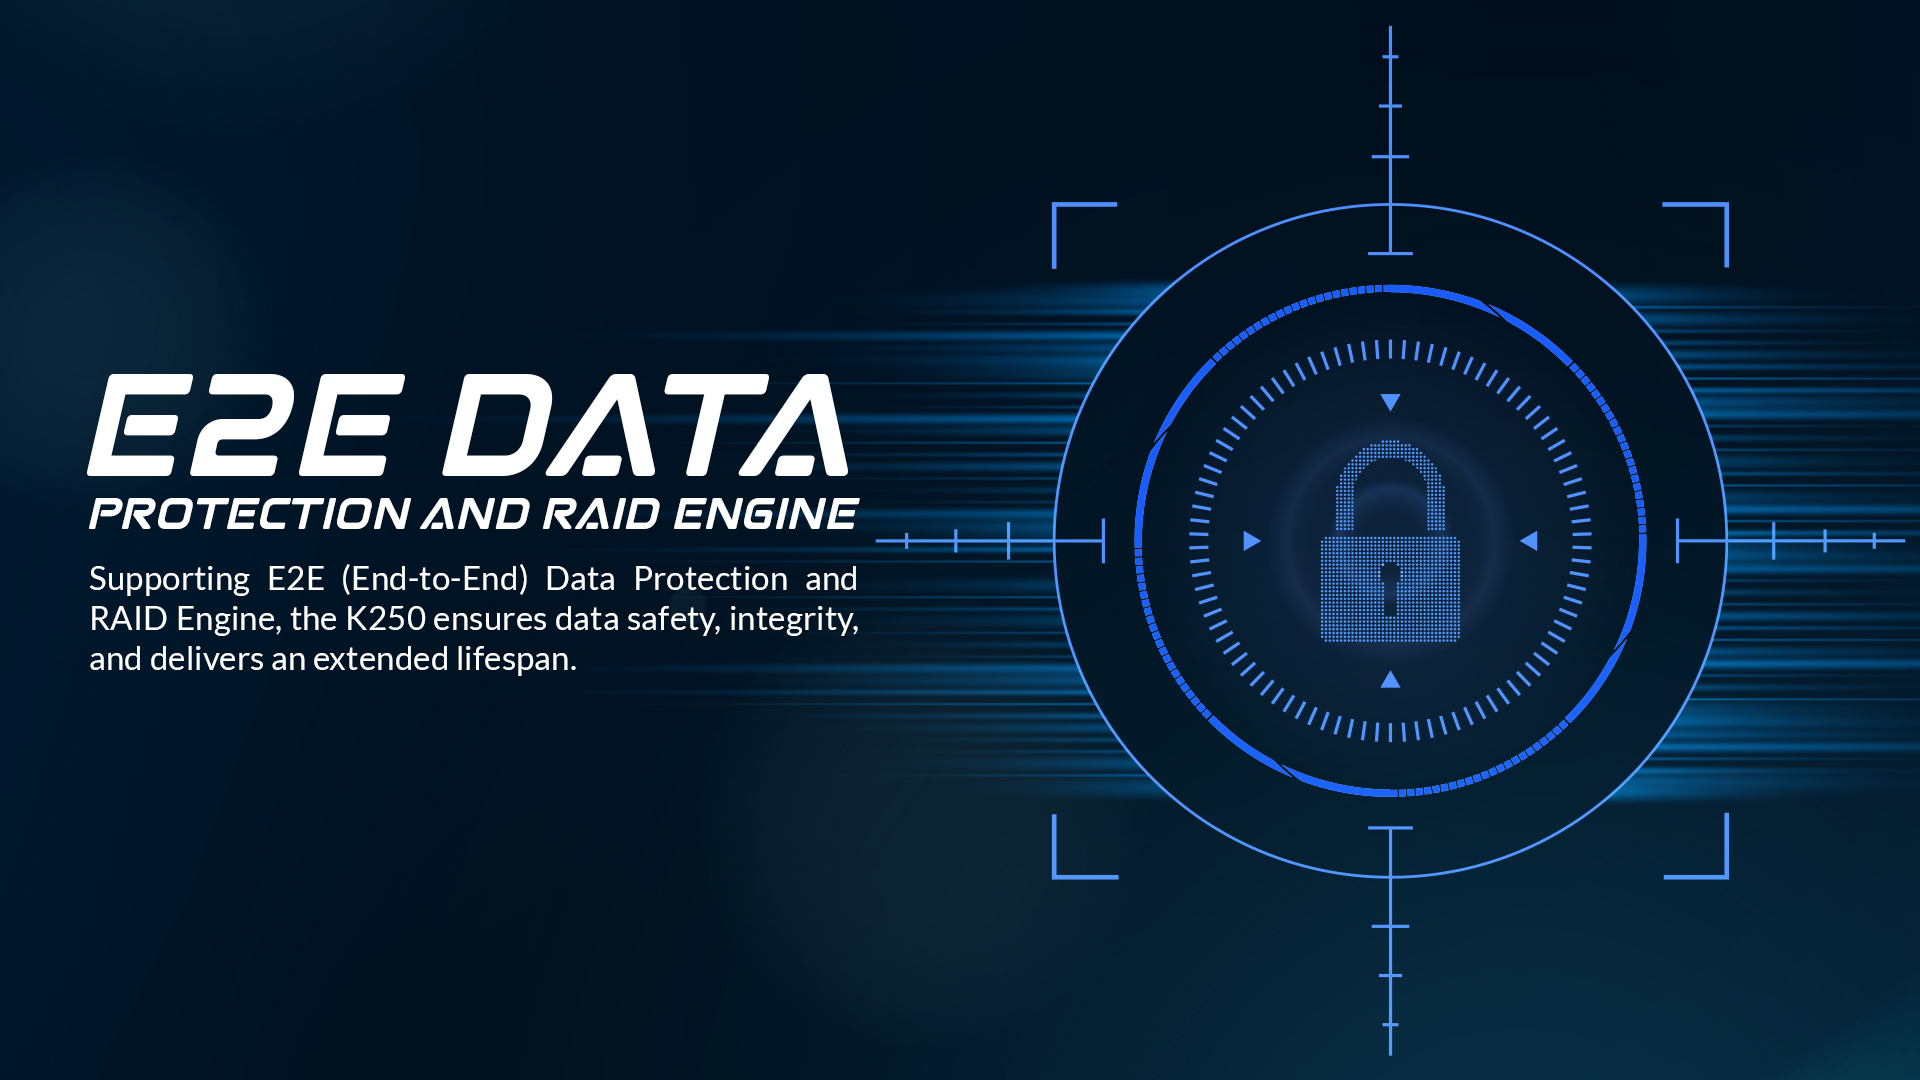 E2E DATA
PROTECTION AND RAID ENGINE
Supporting E2E (End-to-End) Data Protection and
RAID Engine, the K250 ensures data safety, integrity,
and delivers an extended lifespan.